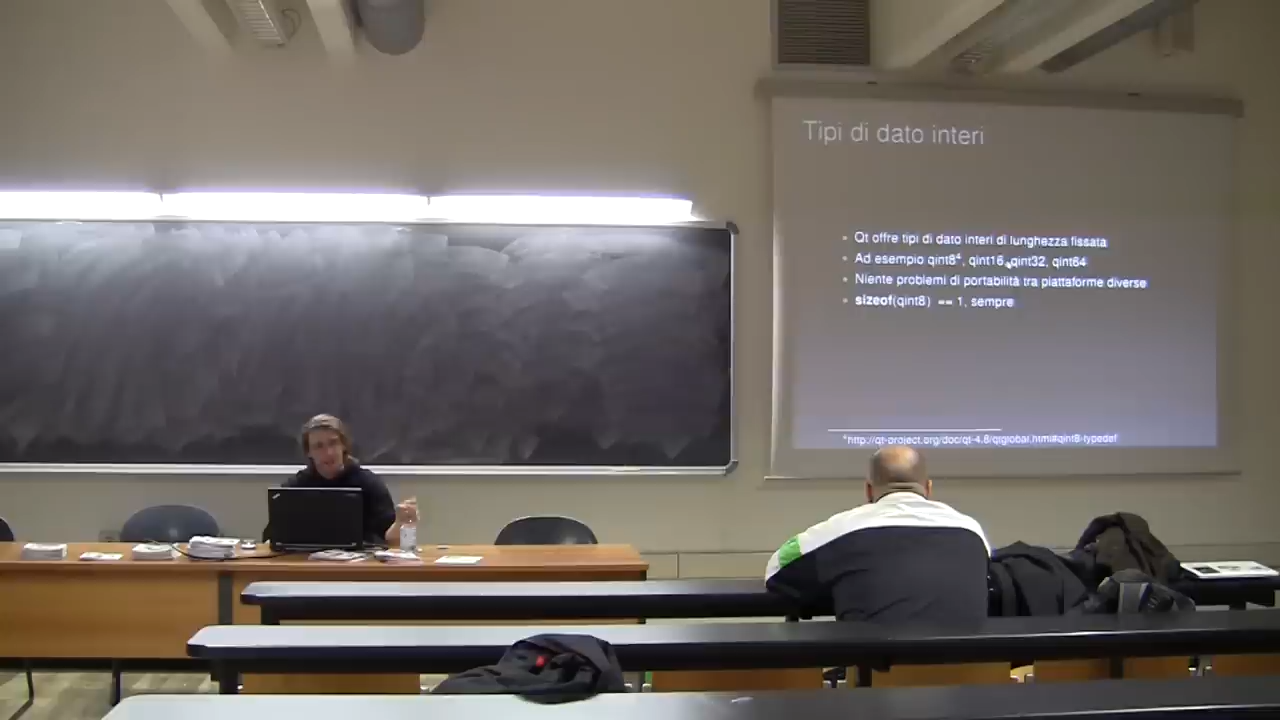 Tipi di dato interi
Qt offre tipi di dato interi di lunghezza fissata
Ad esempio qint8⁴, qint16, qint32, qint64
Niente problemi di portabilità tra piattaforme diverse
sizeof(qint8) == 1, sempre
⁴http://qt-project.org/doc/qt-4.8/qtglobal.html#qint8-typedef